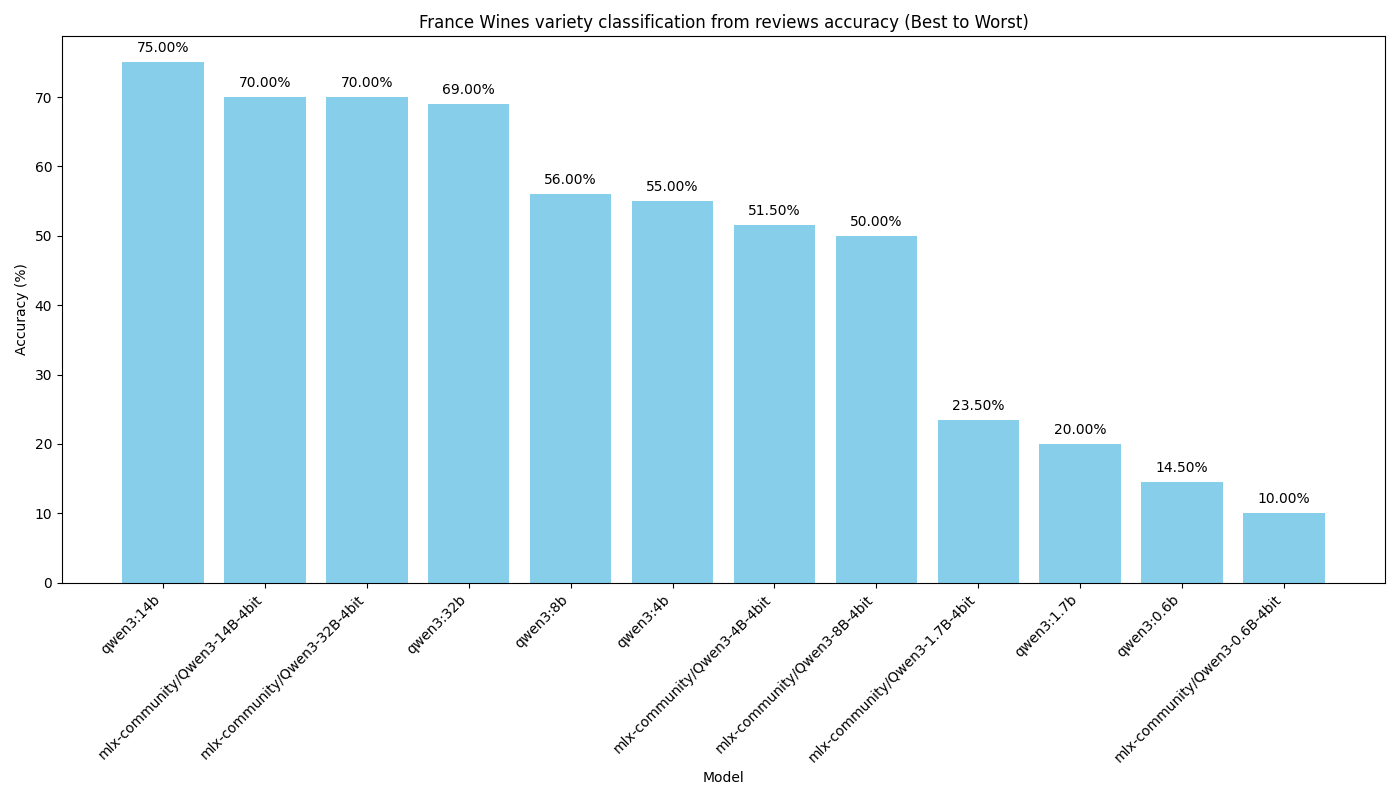 France Wines variety classification from reviews accuracy (Best to Worst)
Accuracy (%)
70
60
50
40
30
20
10
0
75.00%
70.00%
70.00%
69.00%
56.00%
55.00%
51.50%
50.00%
23.50%
20.00%
14.50%
10.00%
qwen3:14b
mlx-community/Qwen3-14B-4bit
mlx-community/Qwen3-32B-4bit
qwen3:32b
qwen3:8b
qwen3:4b
mlx-community/Qwen3-4B-4bit
mlx-community/Qwen3-8B-4bit
mlx-community/Qwen3-1.7B-4bit
qwen3:1.7b
qwen3:0.6b
mlx-community/Qwen3-0.6B-4bit
Model